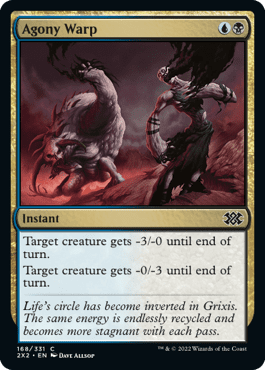 Agony Warp
Instant
Target creature gets -3/-0 until end of
turn.
Target creature gets -0/-3 until end of
turn.
Life's circle has become inverted in Grixis.
The same energy is endlessly recycled and
becomes more stagnant with each pass.
168/331 C
2X2 • EN DAVE ALLSOP
™ & © 2022 Wizards of the Coast